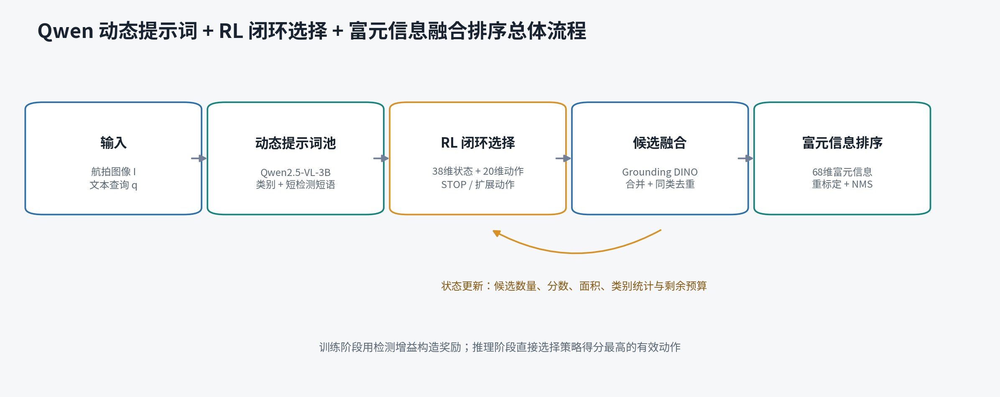 Qwen 动态提示词 + RL 闭环选择 + 富元信息融合排序总体流程
输入
航拍图像 I
文本查询 q
动态提示词池
Qwen2.5-VL-3B
类别 + 短检测短语
RL 闭环选择
38维状态 + 20维动作
STOP / 扩展动作
候选融合
Grounding DINO
合并 + 同类去重
富元信息排序
68维富元信息
重标定 + NMS
状态更新：候选数量、分数、面积、类别统计与剩余预算
训练阶段用检测增益构造奖励；推理阶段直接选择策略得分最高的有效动作